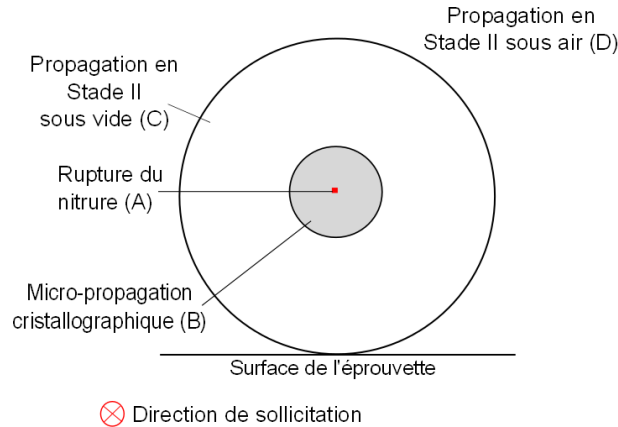 Propagation en
Stade II sous air (D)
Propagation en
Stade II
sous vide (C)
Rupture du
nitrure (A)
Micro-propagation
cristallographique (B)
Surface de l'éprouvette
Direction de sollicitation